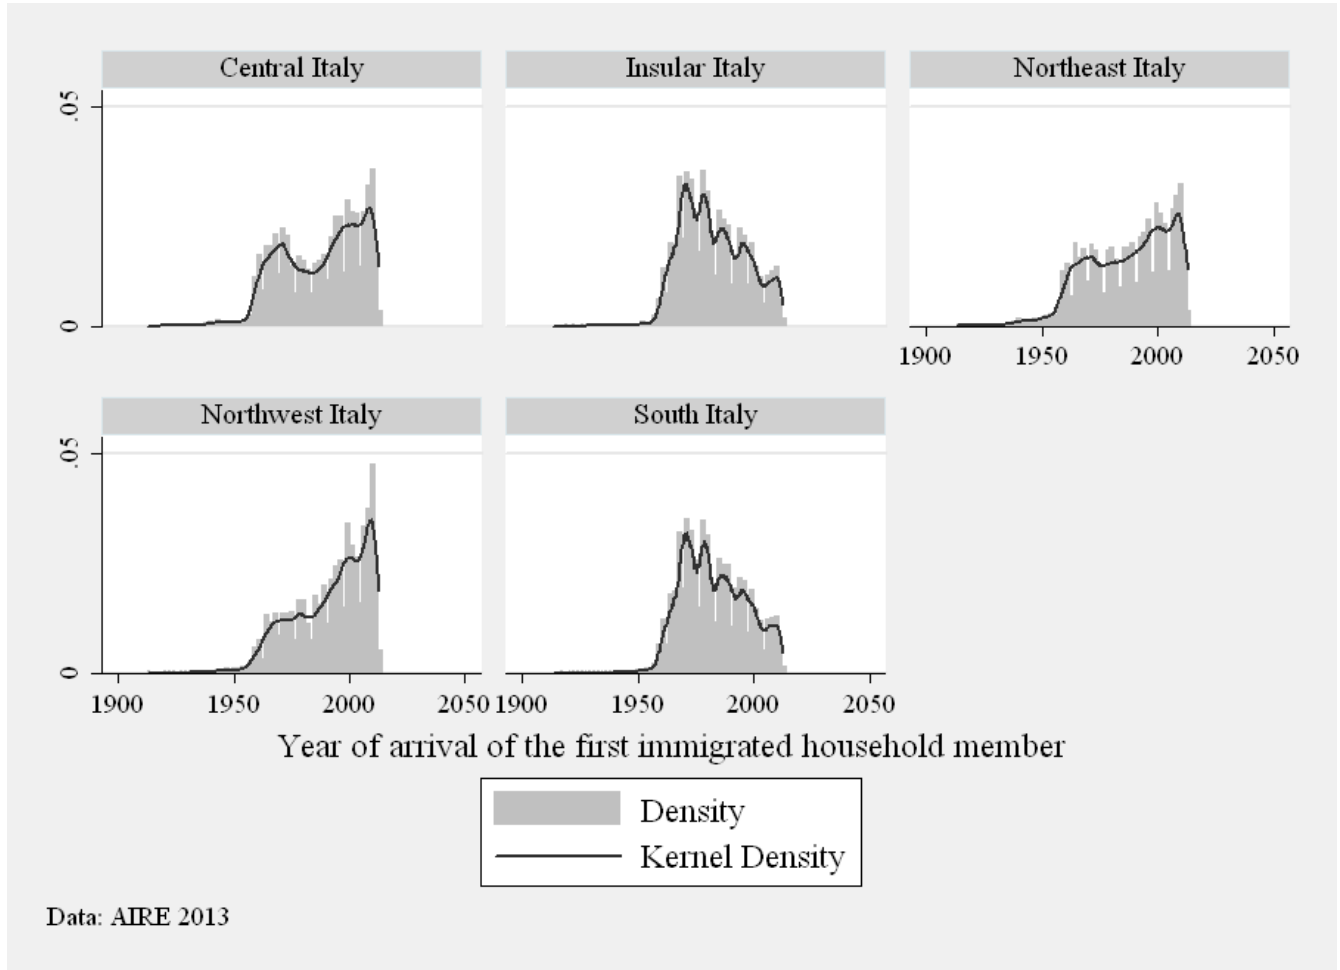 Central Italy
Insular Italy
Northeast Italy
.05
0
1900 1950 2000 2050
Northwest Italy
South Italy
.05
0
1900 1950 2000 2050
1900 1950 2000 2050
Year of arrival of the first immigrated household member
Density
Kernel Density
Data: AIRE 2013